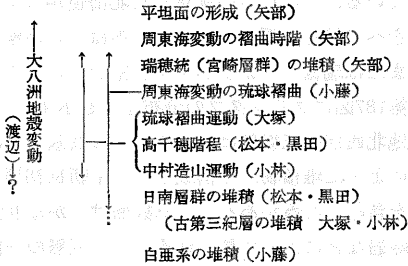 平坦面の形成(矢部)
周東海変動の褶曲時階(矢部)
瑞穂統(宮崎層群)の堆積(矢部)
周東海変動の琉球褶曲(小藤)
琉球褶曲運動(大塚)
高千穂階程(松本・黒田)
中村造山運動(小林)
日南層群の堆積(松本・黒田)
(古第三紀層の堆積 大塚・小林)
白亜系の堆積(小藤)
大八洲地殻変動
(渡辺)
?